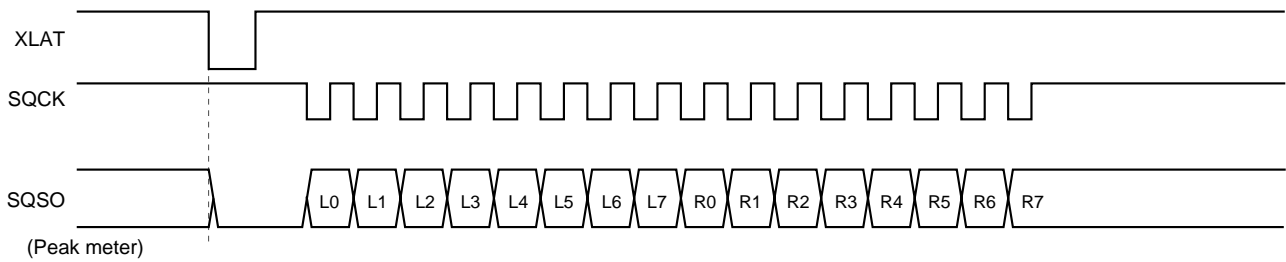 XLAT
SQCK
SQSO
L0 L1 L2 L3 L4 L5 L6 L7 R0 R1 R2 R3 R4 R5 R6 R7
(Peak meter)